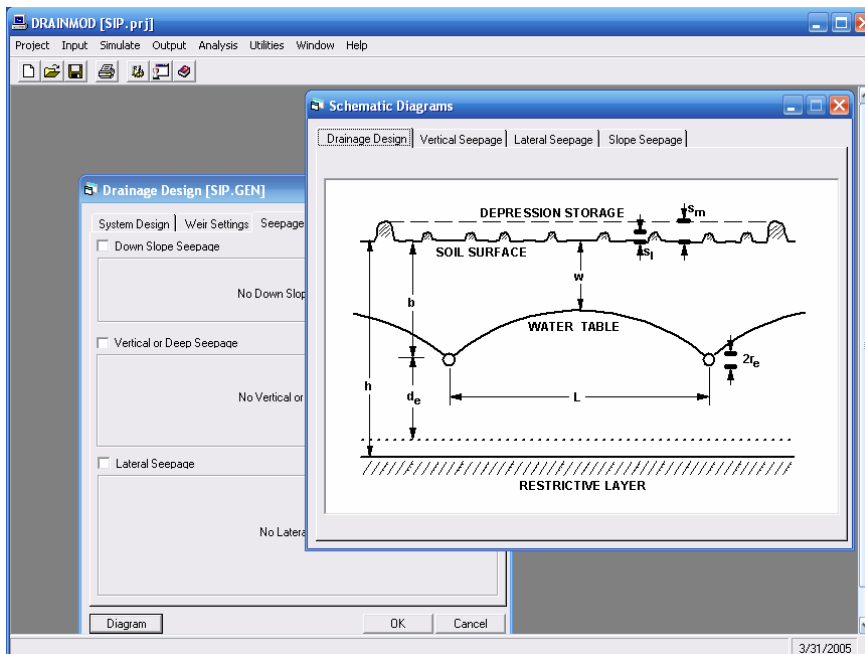 DRAINMOD [SIP.prj]
Project Input Simulate Output Analysis Utilities Window Help
Schematic Diagrams
Drainage Design Vertical Seepage Lateral Seepage Slope Seepage
DEPRESSION STORAGE
sm
SOIL SURFACE
sl
w
b
WATER TABLE
2re
h
de
L
RESTRICTIVE LAYER
Drainage Design [SIP.GEN]
System Design Weir Settings Seepage
Down Slope Seepage
No Down Slop
Vertical or Deep Seepage
No Vertical or
Lateral Seepage
No Latera
Diagram OK Cancel
3/31/2005